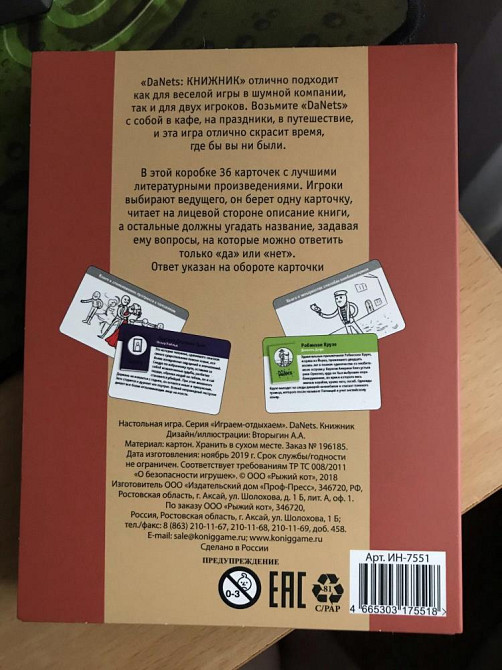 «DaNets: КНИЖНИК» отлично подходит
как для веселой игры в шумной компании,
так и для двух игроков. Возьмите «DaNets»
с собой в кафе, на праздники, в путешествие,
и эта игра отлично скрасит время,
где бы вы ни были.
В этой коробке 36 карточек с лучшими
литературными произведениями. Игроки
выбирают ведущего, он берет одну карточку,
читает на лицевой стороне описание книги,
а остальные должны угадать название, задавая
ему вопросы, на которые можно ответить
только «да» или «нет».
Ответ указан на обороте карточки
Робинзон Крузо
DaNets
Настольная игра. Серия «Играем-отдыхаем». DaNets. Книжник
Дизайн/иллюстрации: Вторыгин А.А.
Материал: картон. Хранить в сухом месте. Заказ № 196185.
Дата изготовления: ноябрь 2019 г. Срок службы/годности
не ограничен. Соответствует требованиям ТР ТС 008/2011
«О безопасности игрушек». © ООО «Рыжий кот», 2018
Изготовитель ООО «Издательский дом «Проф-Пресс», 346720, РФ,
Ростовская область, г. Аксай, ул. Шолохова, д.1 Б, лит. А, оф. 1.
По заказу ООО «Рыжий кот», 346720,
Россия, Ростовская область, г. Аксай, ул. Шолохова, 1 Б;
тел./факс: 8 (863) 210-11-67, 210-11-68, 210-11-69, доб. 458.
E-mail: sale@koniggame.ru, www.koniggame.ru
Сделано в России
ПРЕДУПРЕЖДЕНИЕ
0-3
EAC
81
C/PAP
Арт. ИН-7551
4 665303 175518